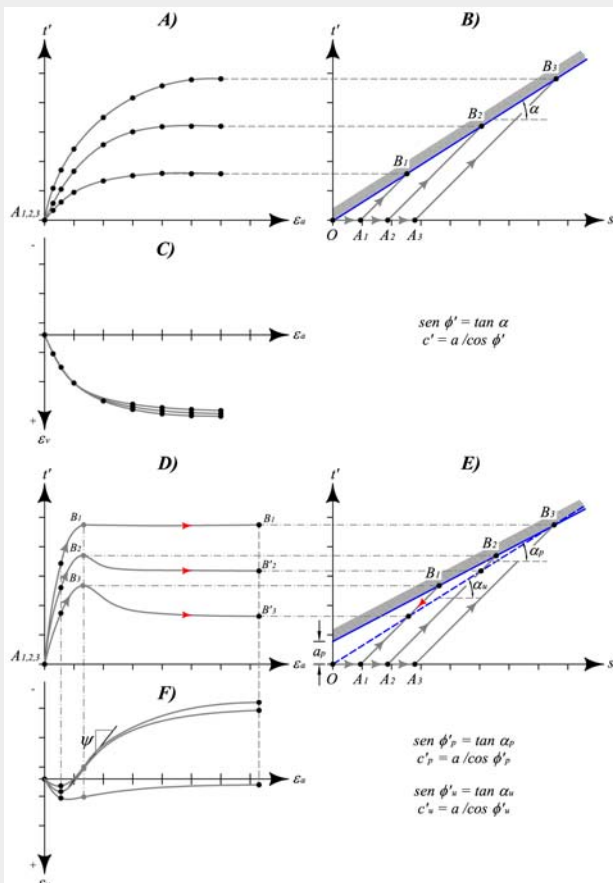 A) B)
t' t'
B3
B2
α
B1
A1,2,3 εa O A1 A2 A3 s
C)
-
εa
sen ϕ' = tan α
c' = a /cos ϕ'
+
εv
D) E)
t' t'
B1 B1 B3
B2 B2
αp
B'2
B3 B1
αu
B'3
ap
A1,2,3 εa O A1 A2 A3 s
F)
-
ψ
sen ϕ'p = tan αp
c'p = a /cos ϕ'p
εa
sen ϕ'u = tan αu
c'u = a /cos ϕ'u
+